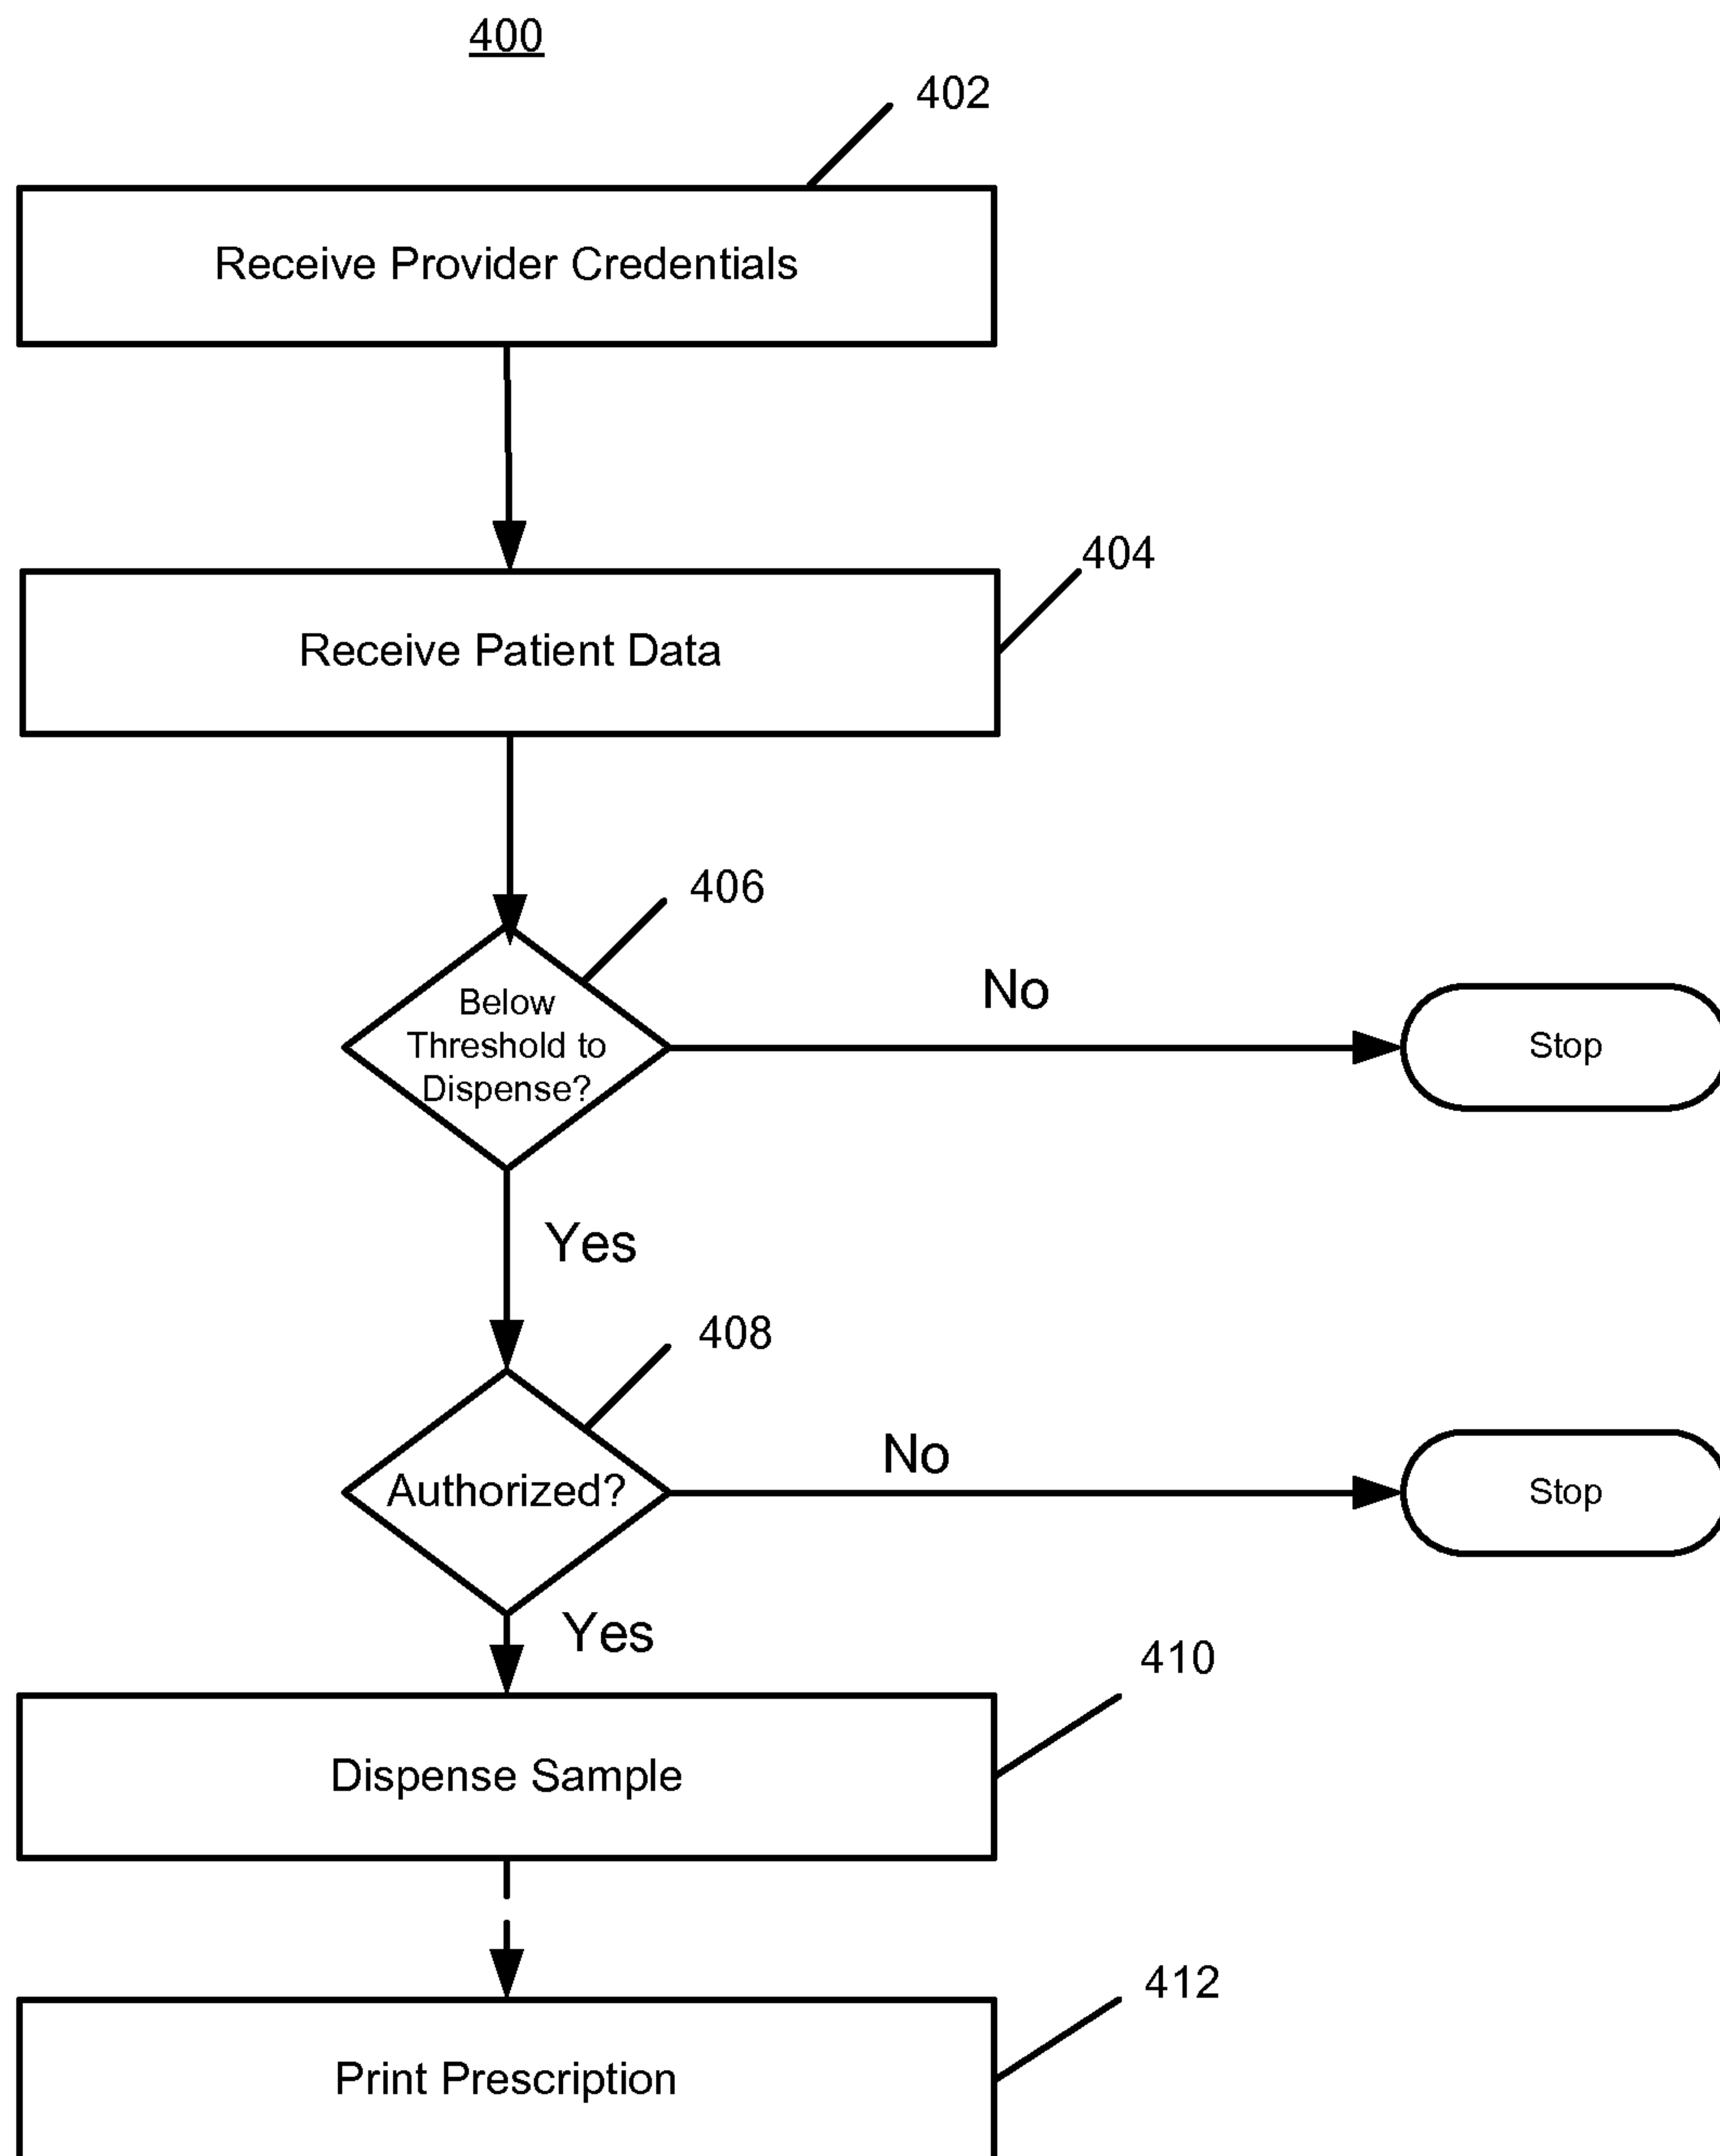 400
402
Receive Provider Credentials
404
Receive Patient Data
406
Below
Threshold to
Dispense?
No
Stop
Yes
408
Authorized?
No
Stop
Yes
410
Dispense Sample
412
Print Prescription